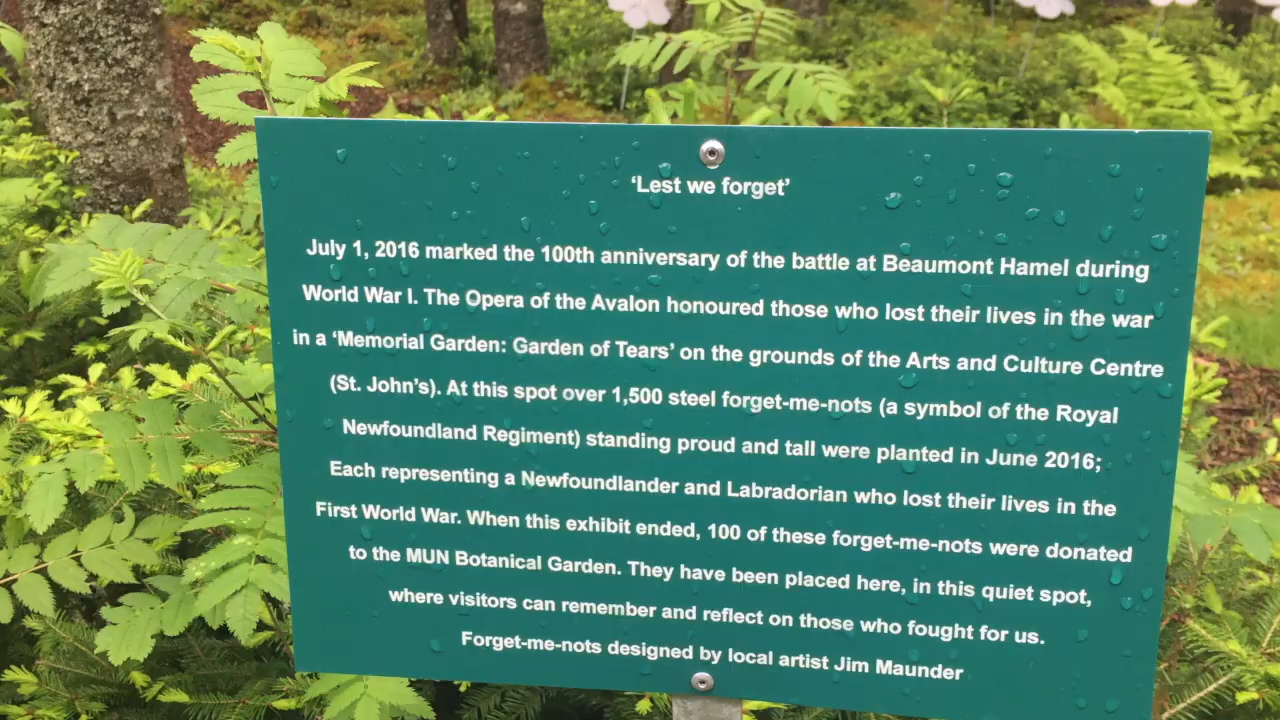 ‘Lest we forget’
July 1, 2016 marked the 100th anniversary of the battle at Beaumont Hamel during
World War I. The Opera of the Avalon honoured those who lost their lives in the war
in a ‘Memorial Garden: Garden of Tears’ on the grounds of the Arts and Culture Centre
(St. John’s). At this spot over 1,500 steel forget-me-nots (a symbol of the Royal
Newfoundland Regiment) standing proud and tall were planted in June 2016;
Each representing a Newfoundlander and Labradorian who lost their lives in the
First World War. When this exhibit ended, 100 of these forget-me-nots were donated
to the MUN Botanical Garden. They have been placed here, in this quiet spot,
where visitors can remember and reflect on those who fought for us.
Forget-me-nots designed by local artist Jim Maunder